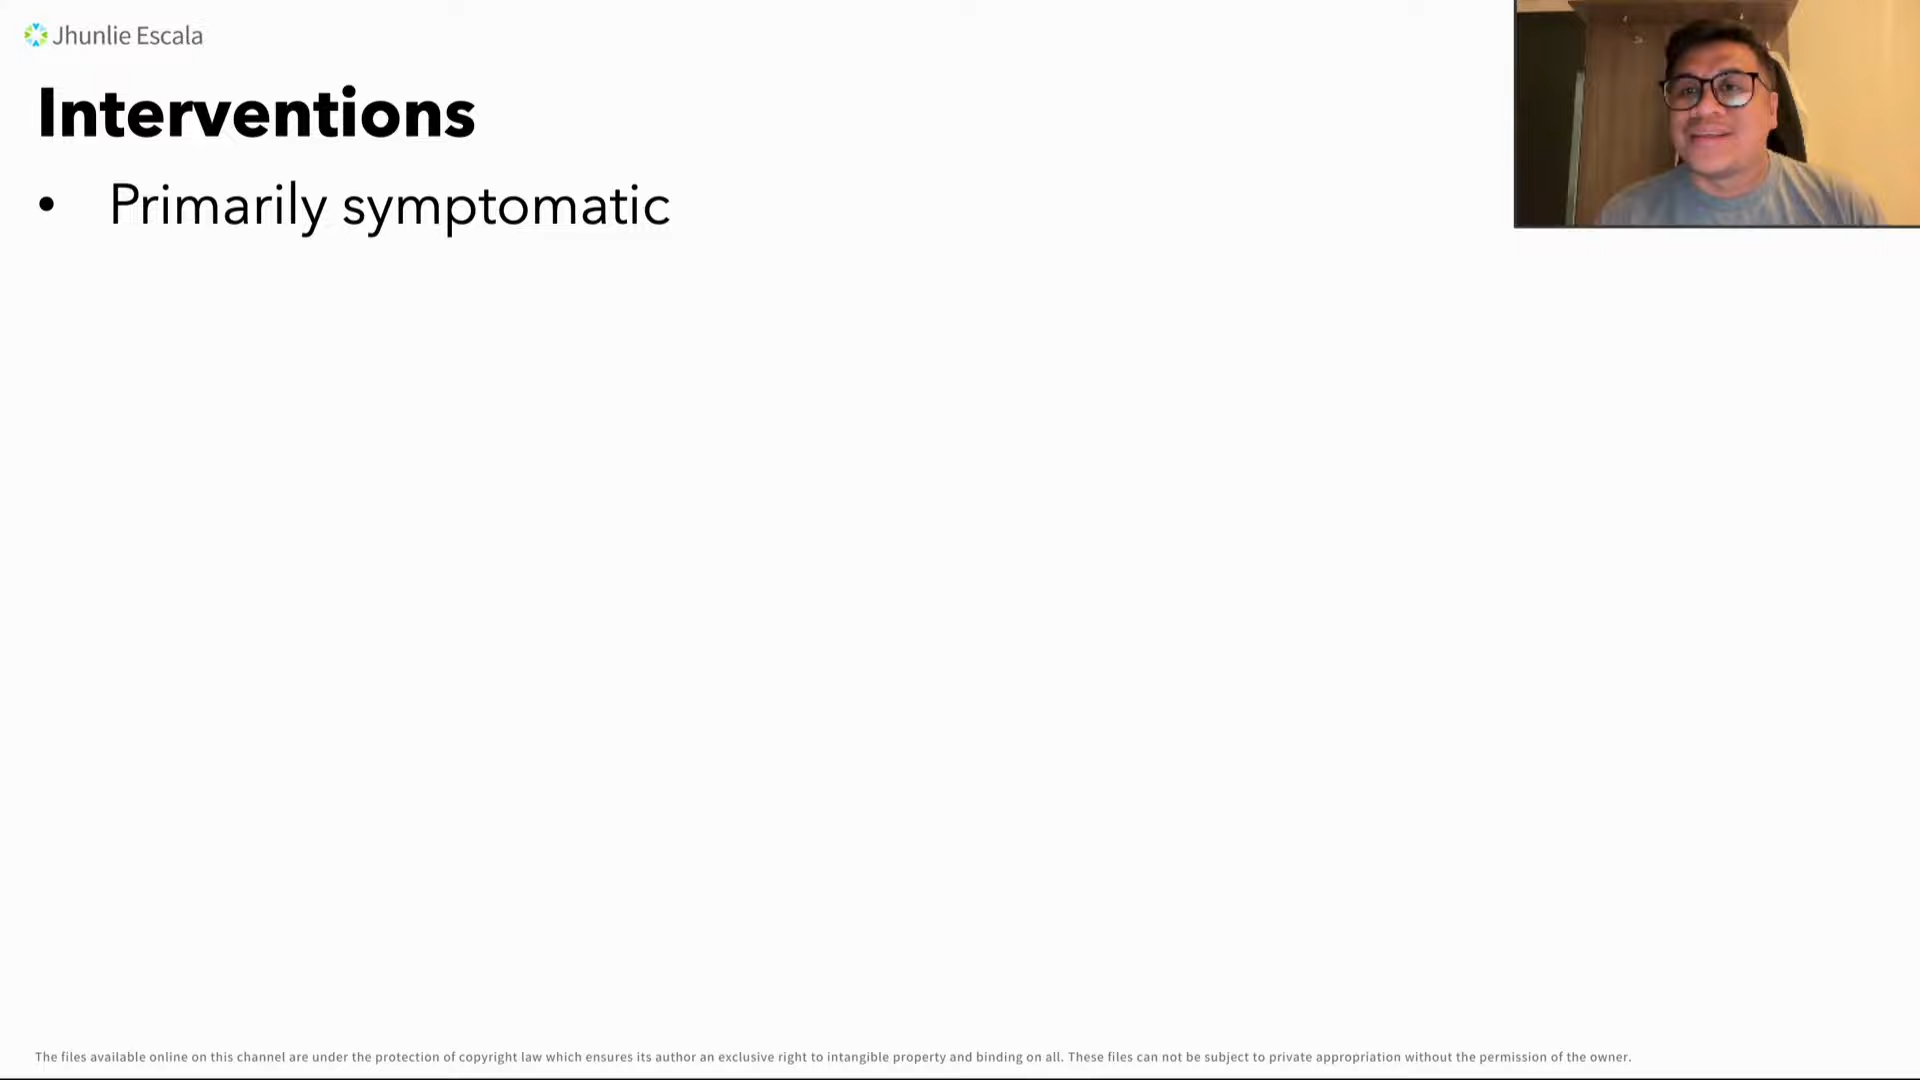 Jhunlie Escala
Interventions
• Primarily symptomatic
The files available online on this channel are under the protection of copyright law which ensures its author an exclusive right to intangible property and binding on all. These files can not be subject to private appropriation without the permission of the owner.